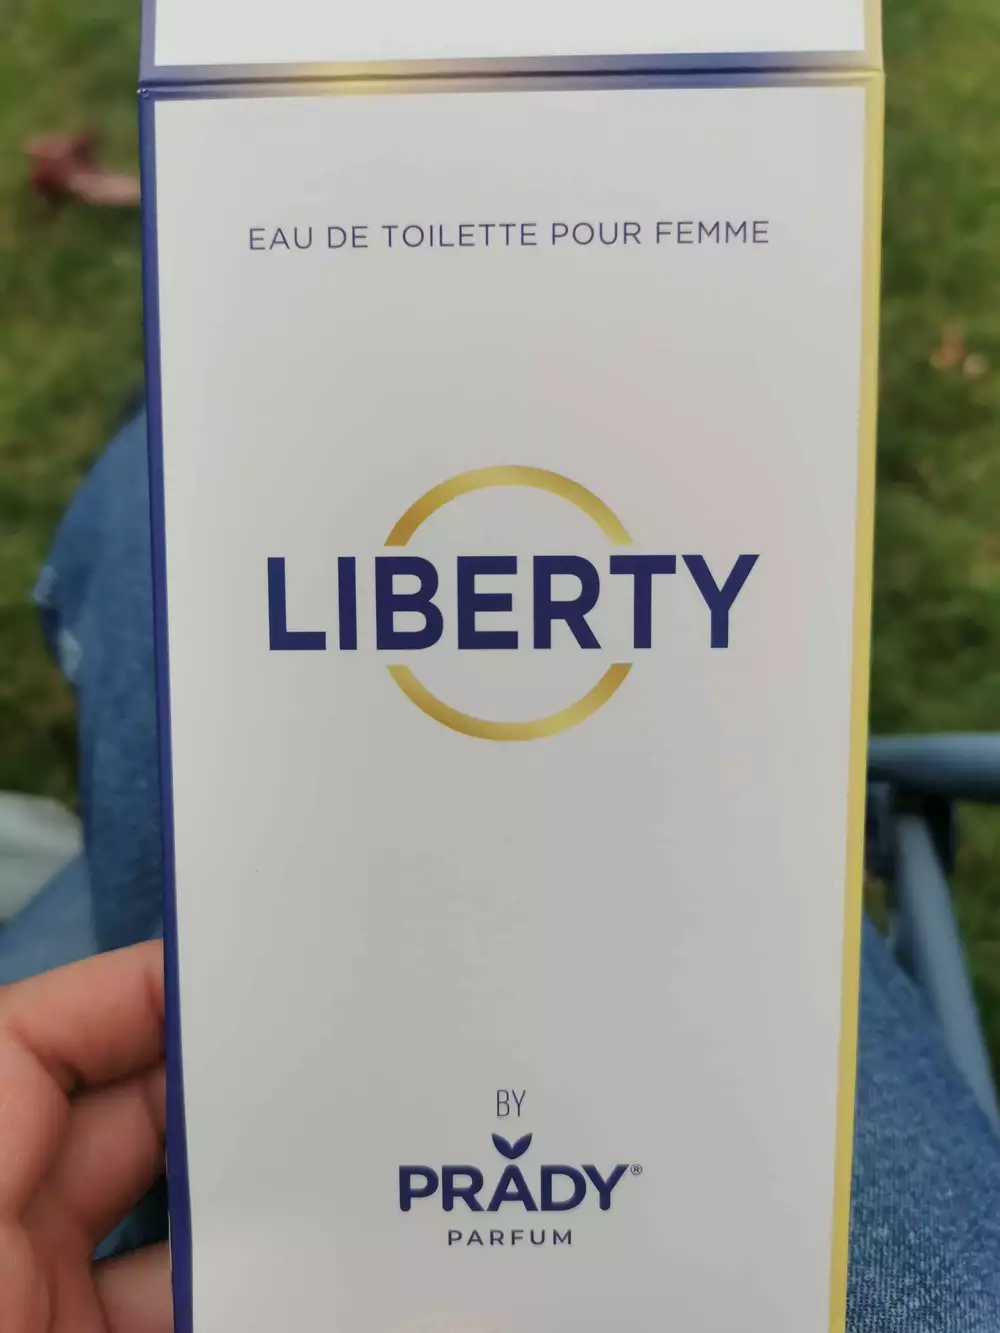 EAU DE TOILETTE POUR FEMME
LIBERTY
BY
PRADY®
PARFUM